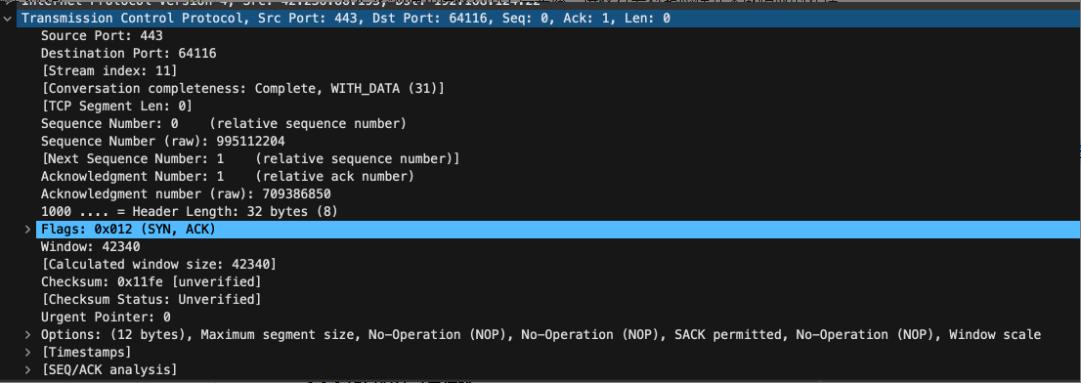 Transmission Control Protocol, Src Port: 443, Dst Port: 64116, Seq: 0, Ack: 1, Len: 0
Source Port: 443
Destination Port: 64116
[Stream index: 11]
[Conversation completeness: Complete, WITH_DATA (31)]
[TCP Segment Len: 0]
Sequence Number: 0    (relative sequence number)
Sequence Number (raw): 995112204
[Next Sequence Number: 1    (relative sequence number)]
Acknowledgment Number: 1    (relative ack number)
Acknowledgment number (raw): 709386850
1000 .... = Header Length: 32 bytes (8)
Flags: 0x012 (SYN, ACK)
Window: 42340
[Calculated window size: 42340]
Checksum: 0x11fe [unverified]
[Checksum Status: Unverified]
Urgent Pointer: 0
Options: (12 bytes), Maximum segment size, No-Operation (NOP), No-Operation (NOP), SACK permitted, No-Operation (NOP), Window scale
[Timestamps]
[SEQ/ACK analysis]